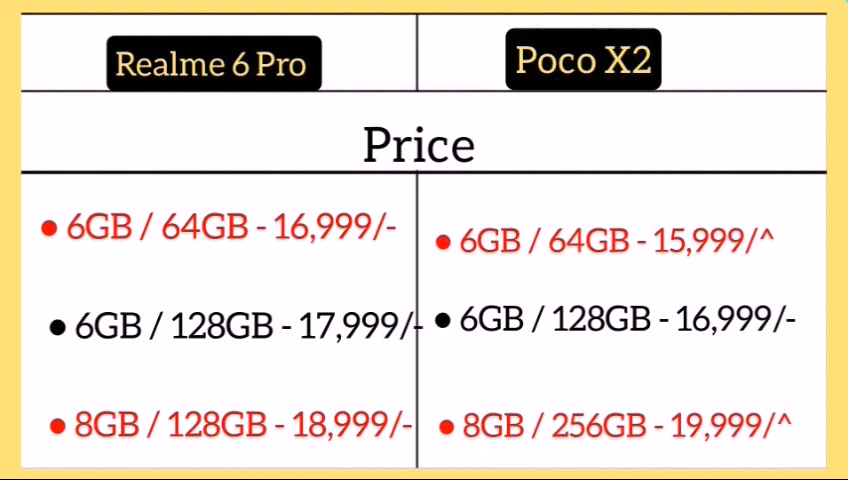 Realme 6 Pro
Poco X2
Price
● 6GB / 64GB - 16,999/-
● 6GB / 128GB - 17,999/-
● 8GB / 128GB - 18,999/-
● 6GB / 64GB - 15,999/^
● 6GB / 128GB - 16,999/-
● 8GB / 256GB - 19,999/^